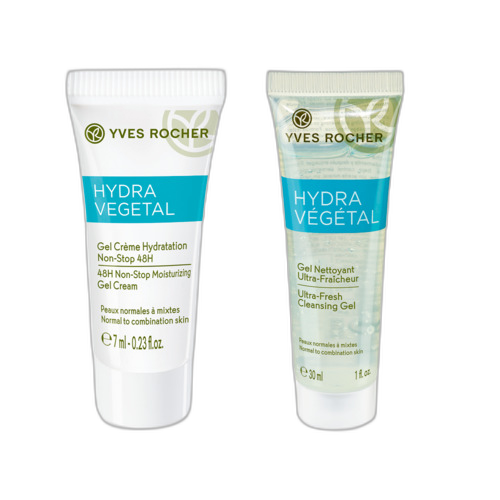 YVES ROCHER
HYDRA
VEGETAL
Gel Crème Hydratation
Non-Stop 48H
48H Non-Stop Moisturizing
Gel Cream
Peaux normales à mixtes
Normal to combination skin
℮7 ml - 0.23 fl.oz.
YVES ROCHER
HYDRA
VÉGÉTAL
Gel Nettoyant
Ultra-Fraîcheur
Ultra-Fresh
Cleansing Gel
Peaux normales à mixtes
Normal to combination skin
℮ 30 ml 1 fl. oz.